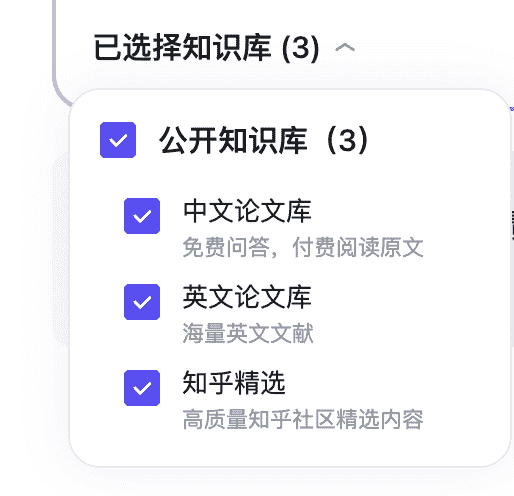 已选择知识库 (3)
公开知识库（3）
中文论文库
免费问答，付费阅读原文
英文论文库
海量英文文献
知乎精选
高质量知乎社区精选内容